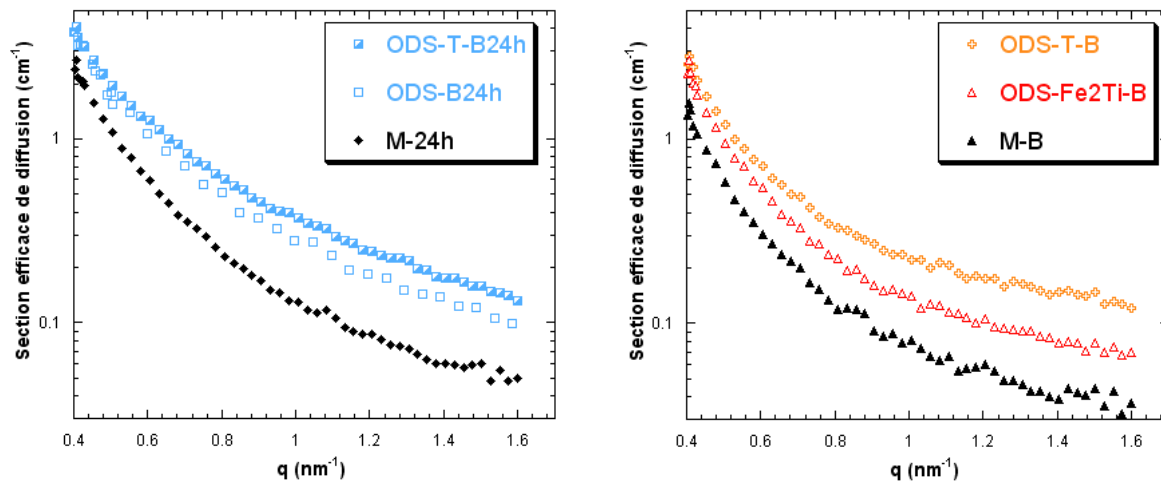 Section efficace de diffusion (cm⁻¹)
1
0.1
ODS-T-B24h
ODS-B24h
M-24h
0.4 0.6 0.8 1 1.2 1.4 1.6
q (nm⁻¹)
Section efficace de diffusion (cm⁻¹)
1
0.1
ODS-T-B
ODS-Fe2Ti-B
M-B
0.4 0.6 0.8 1 1.2 1.4 1.6
q (nm⁻¹)